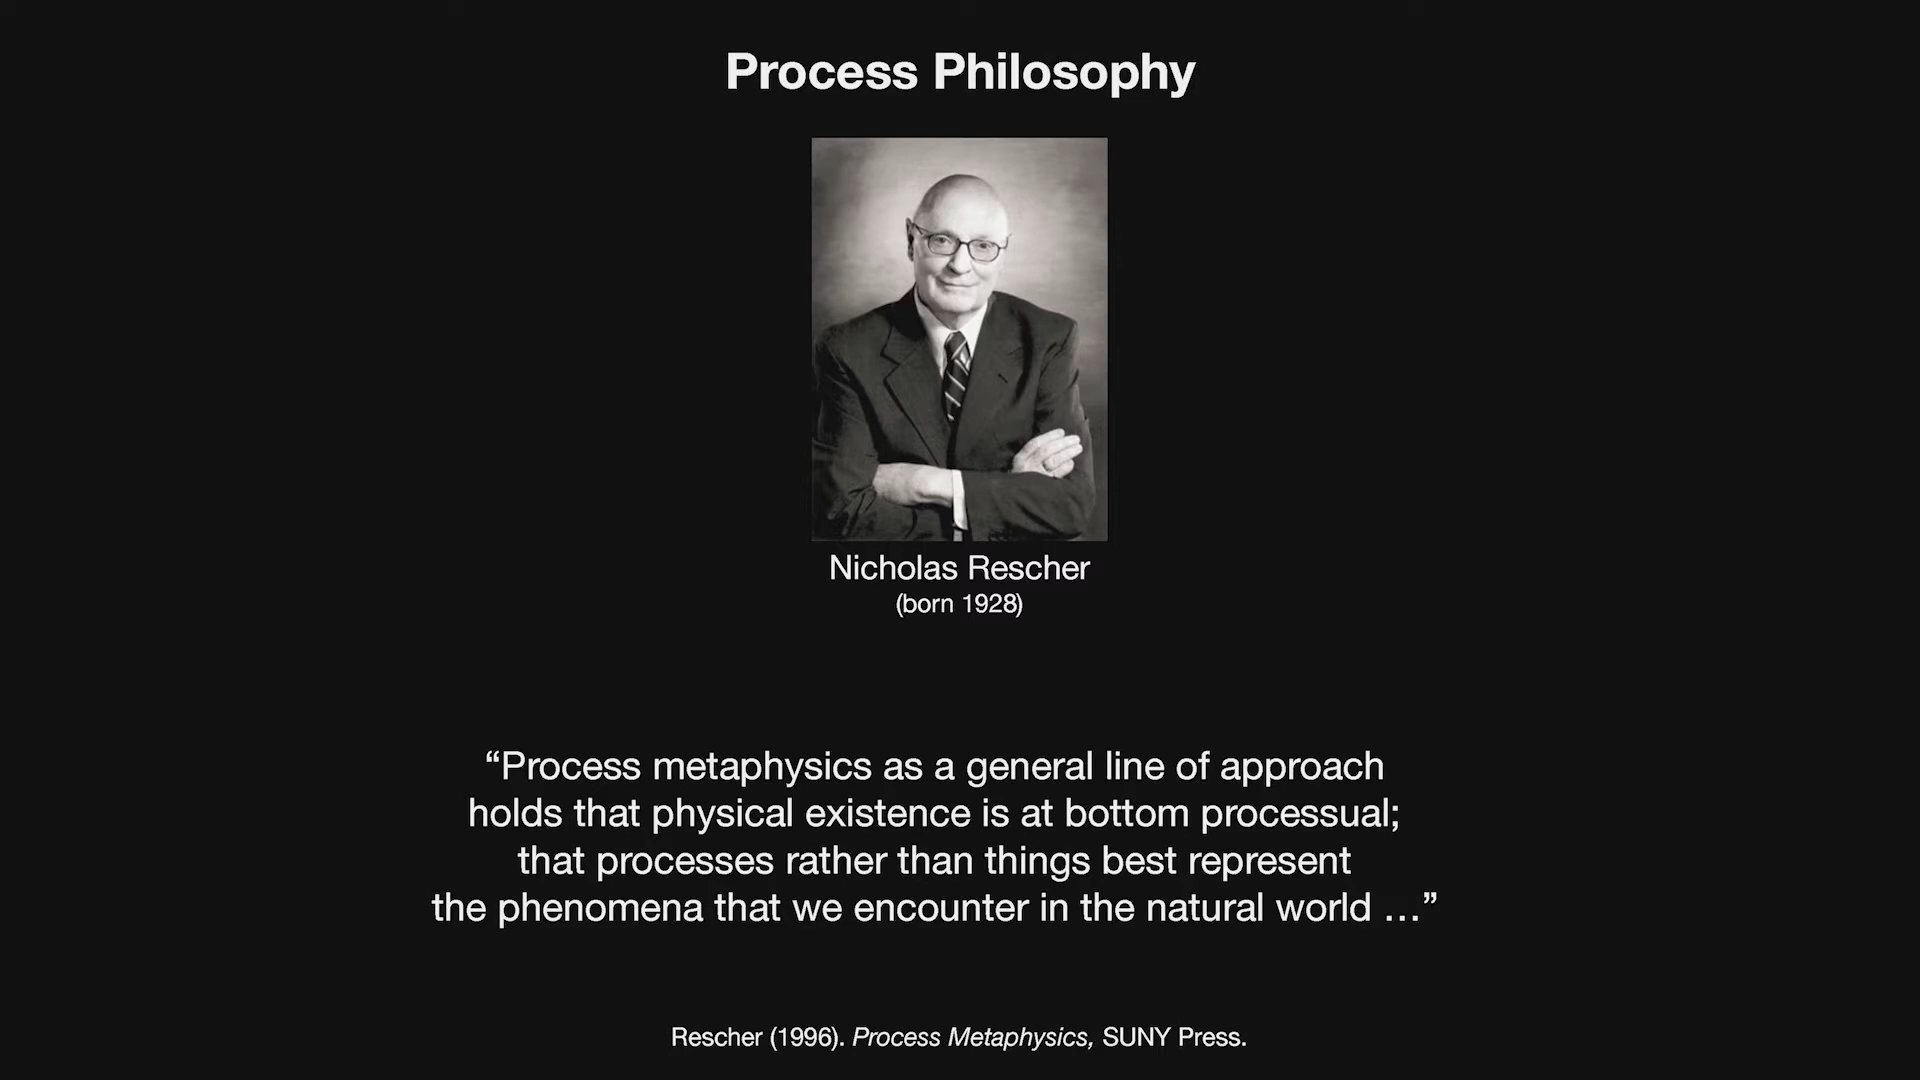 Process Philosophy
Nicholas Rescher
(born 1928)
“Process metaphysics as a general line of approach
holds that physical existence is at bottom processual;
that processes rather than things best represent
the phenomena that we encounter in the natural world …”
Rescher (1996). Process Metaphysics, SUNY Press.